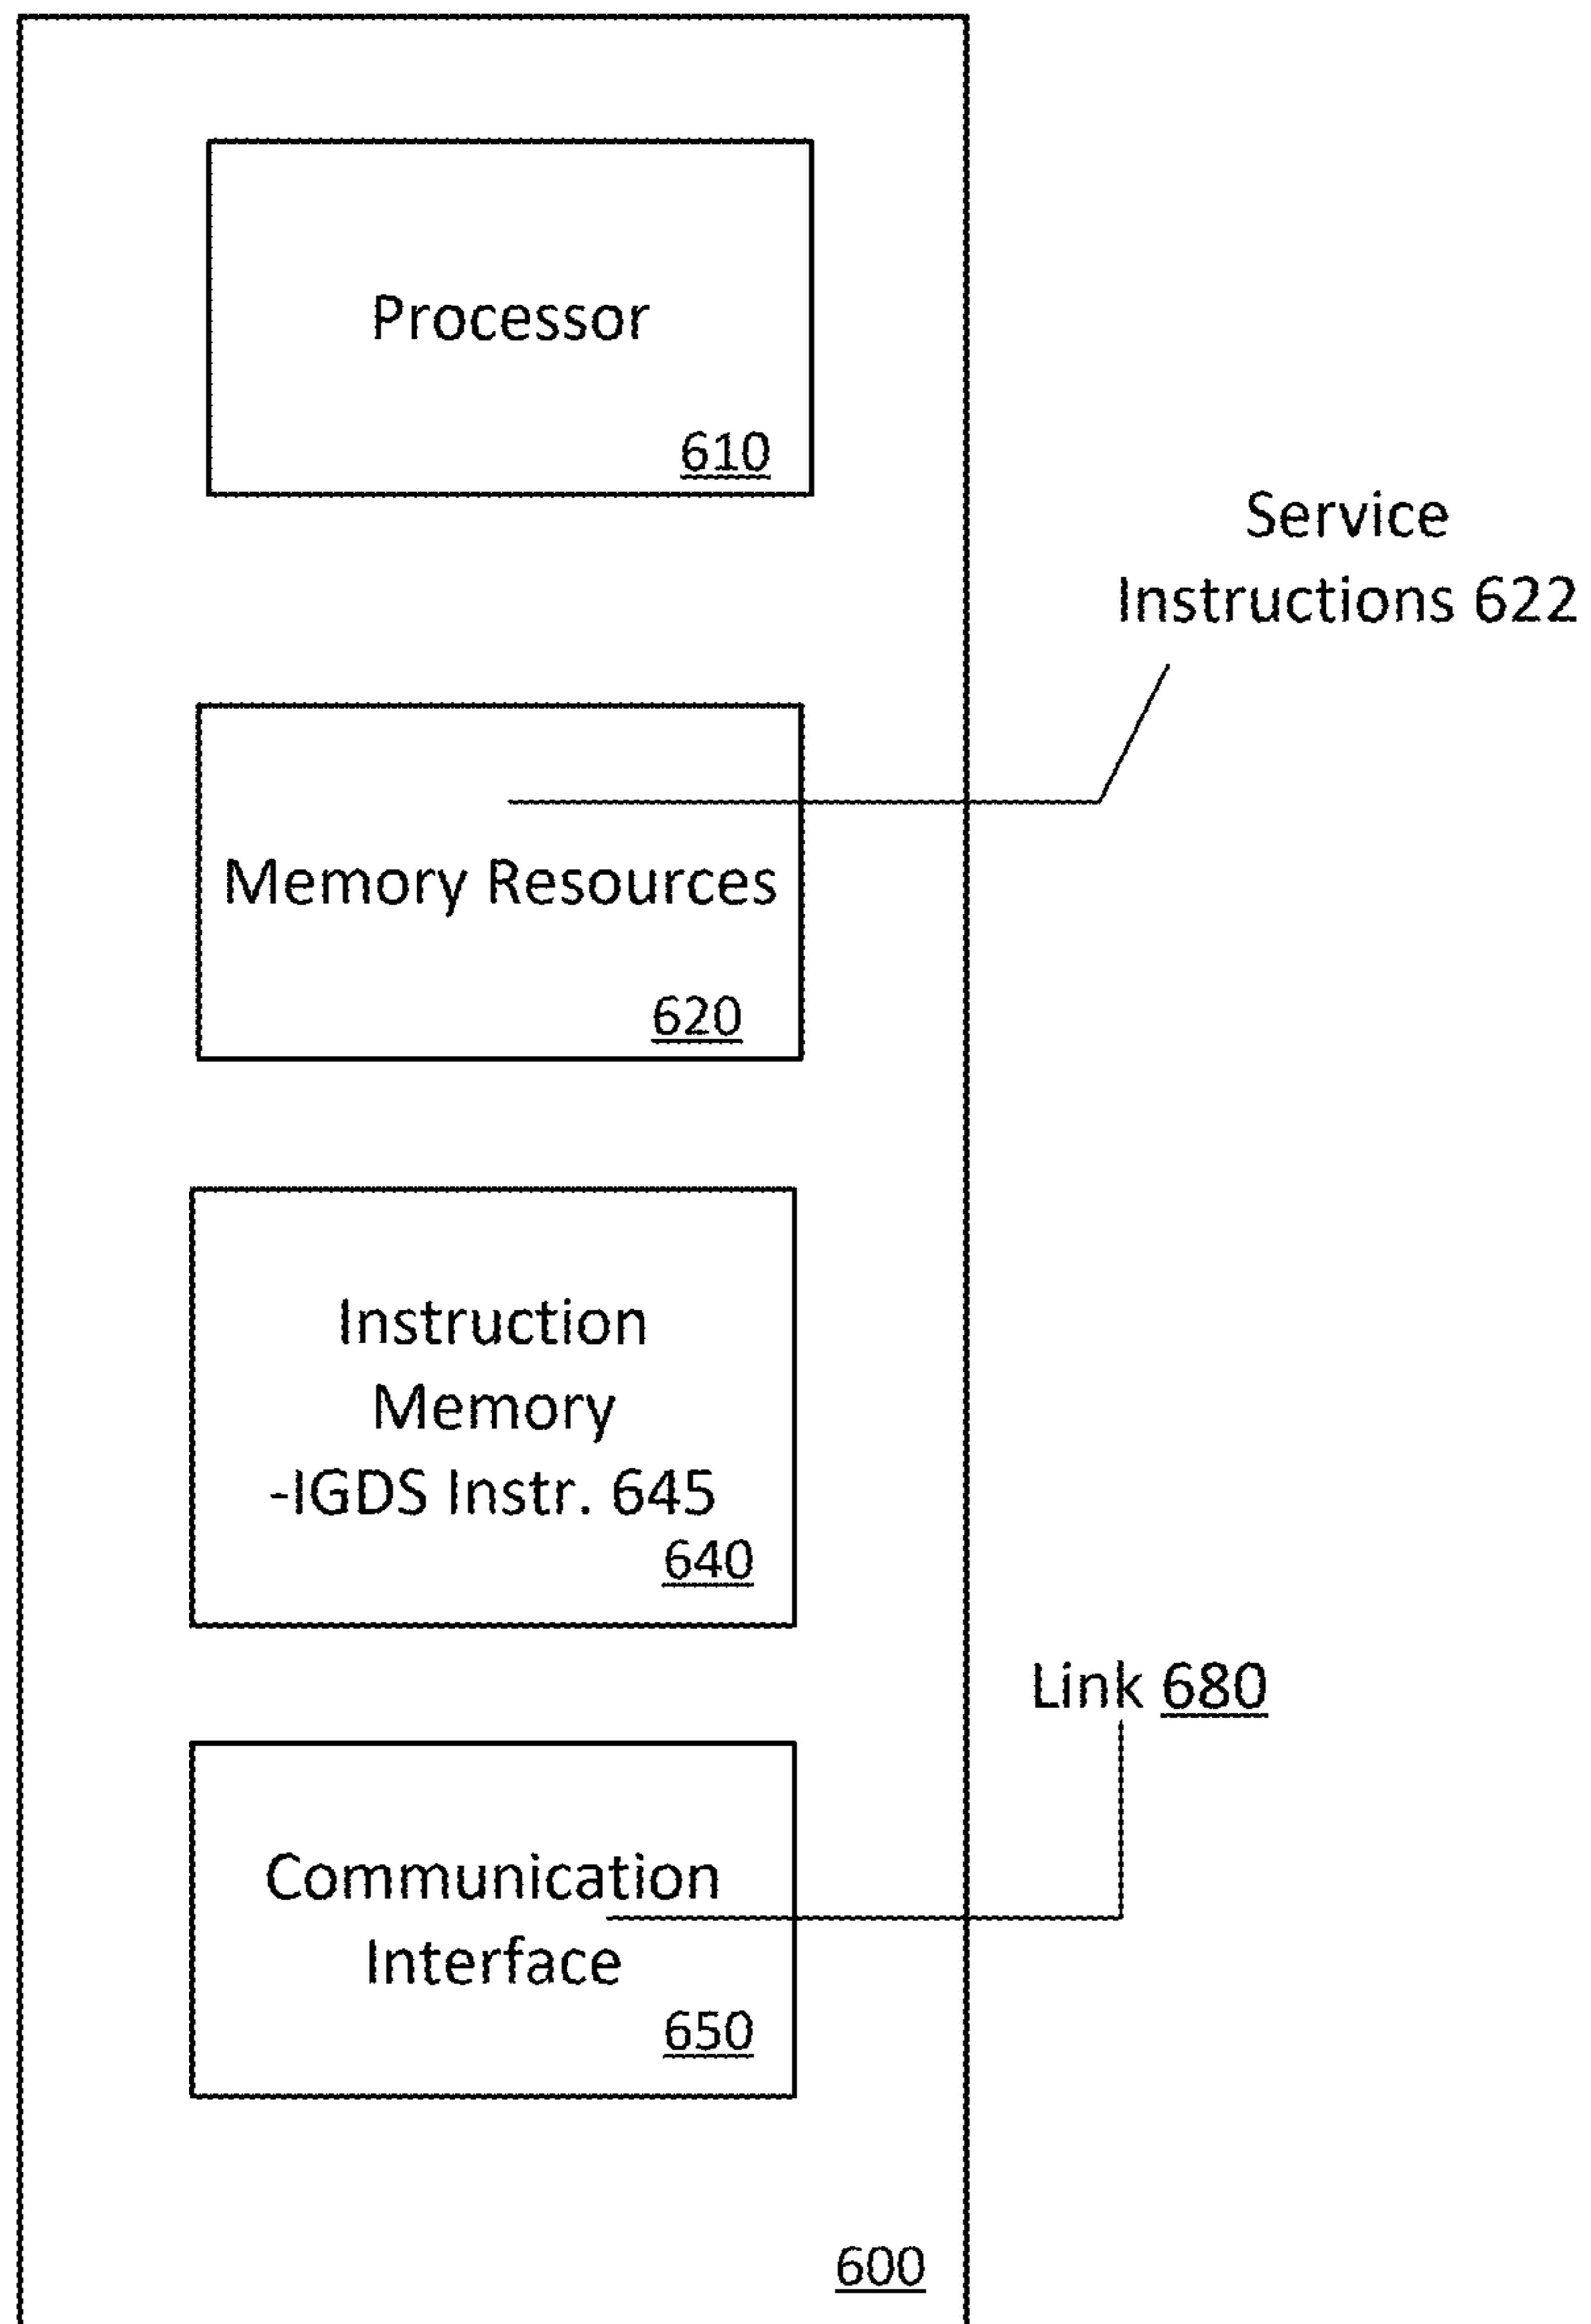 Processor
610
Service
Instructions 622
Memory Resources
620
Instruction
Memory
-IGDS Instr. 645
640
Link 680
Communication
Interface
650
600